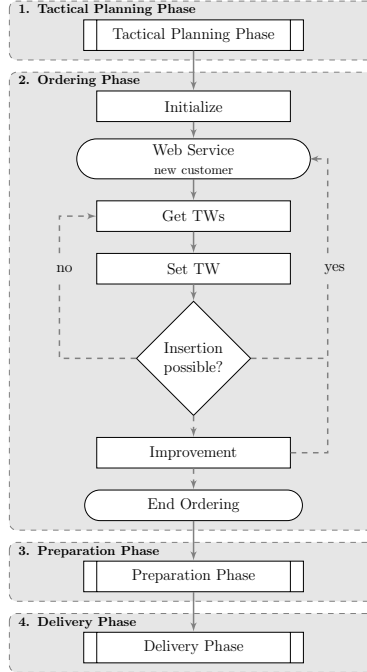 1. Tactical Planning Phase
Tactical Planning Phase
2. Ordering Phase
Initialize
Web Service
new customer
Get TWs
no
Set TW
yes
Insertion
possible?
Improvement
End Ordering
3. Preparation Phase
Preparation Phase
4. Delivery Phase
Delivery Phase